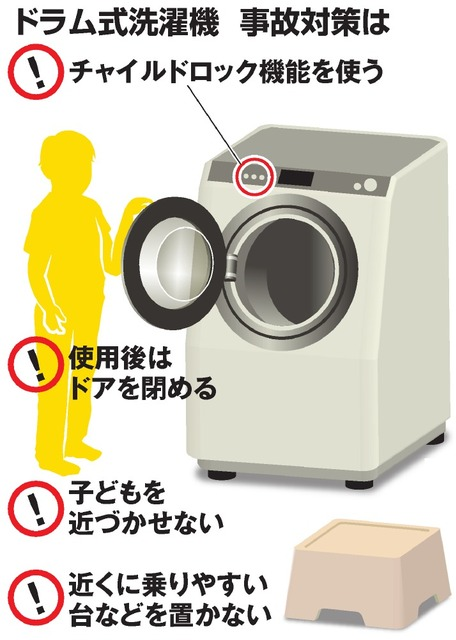 ドラム式洗濯機 事故対策は
! チャイルドロック機能を使う
! 使用後は
ドアを閉める
! 子どもを
近づかせない
! 近くに乗りやすい
台などを置かない